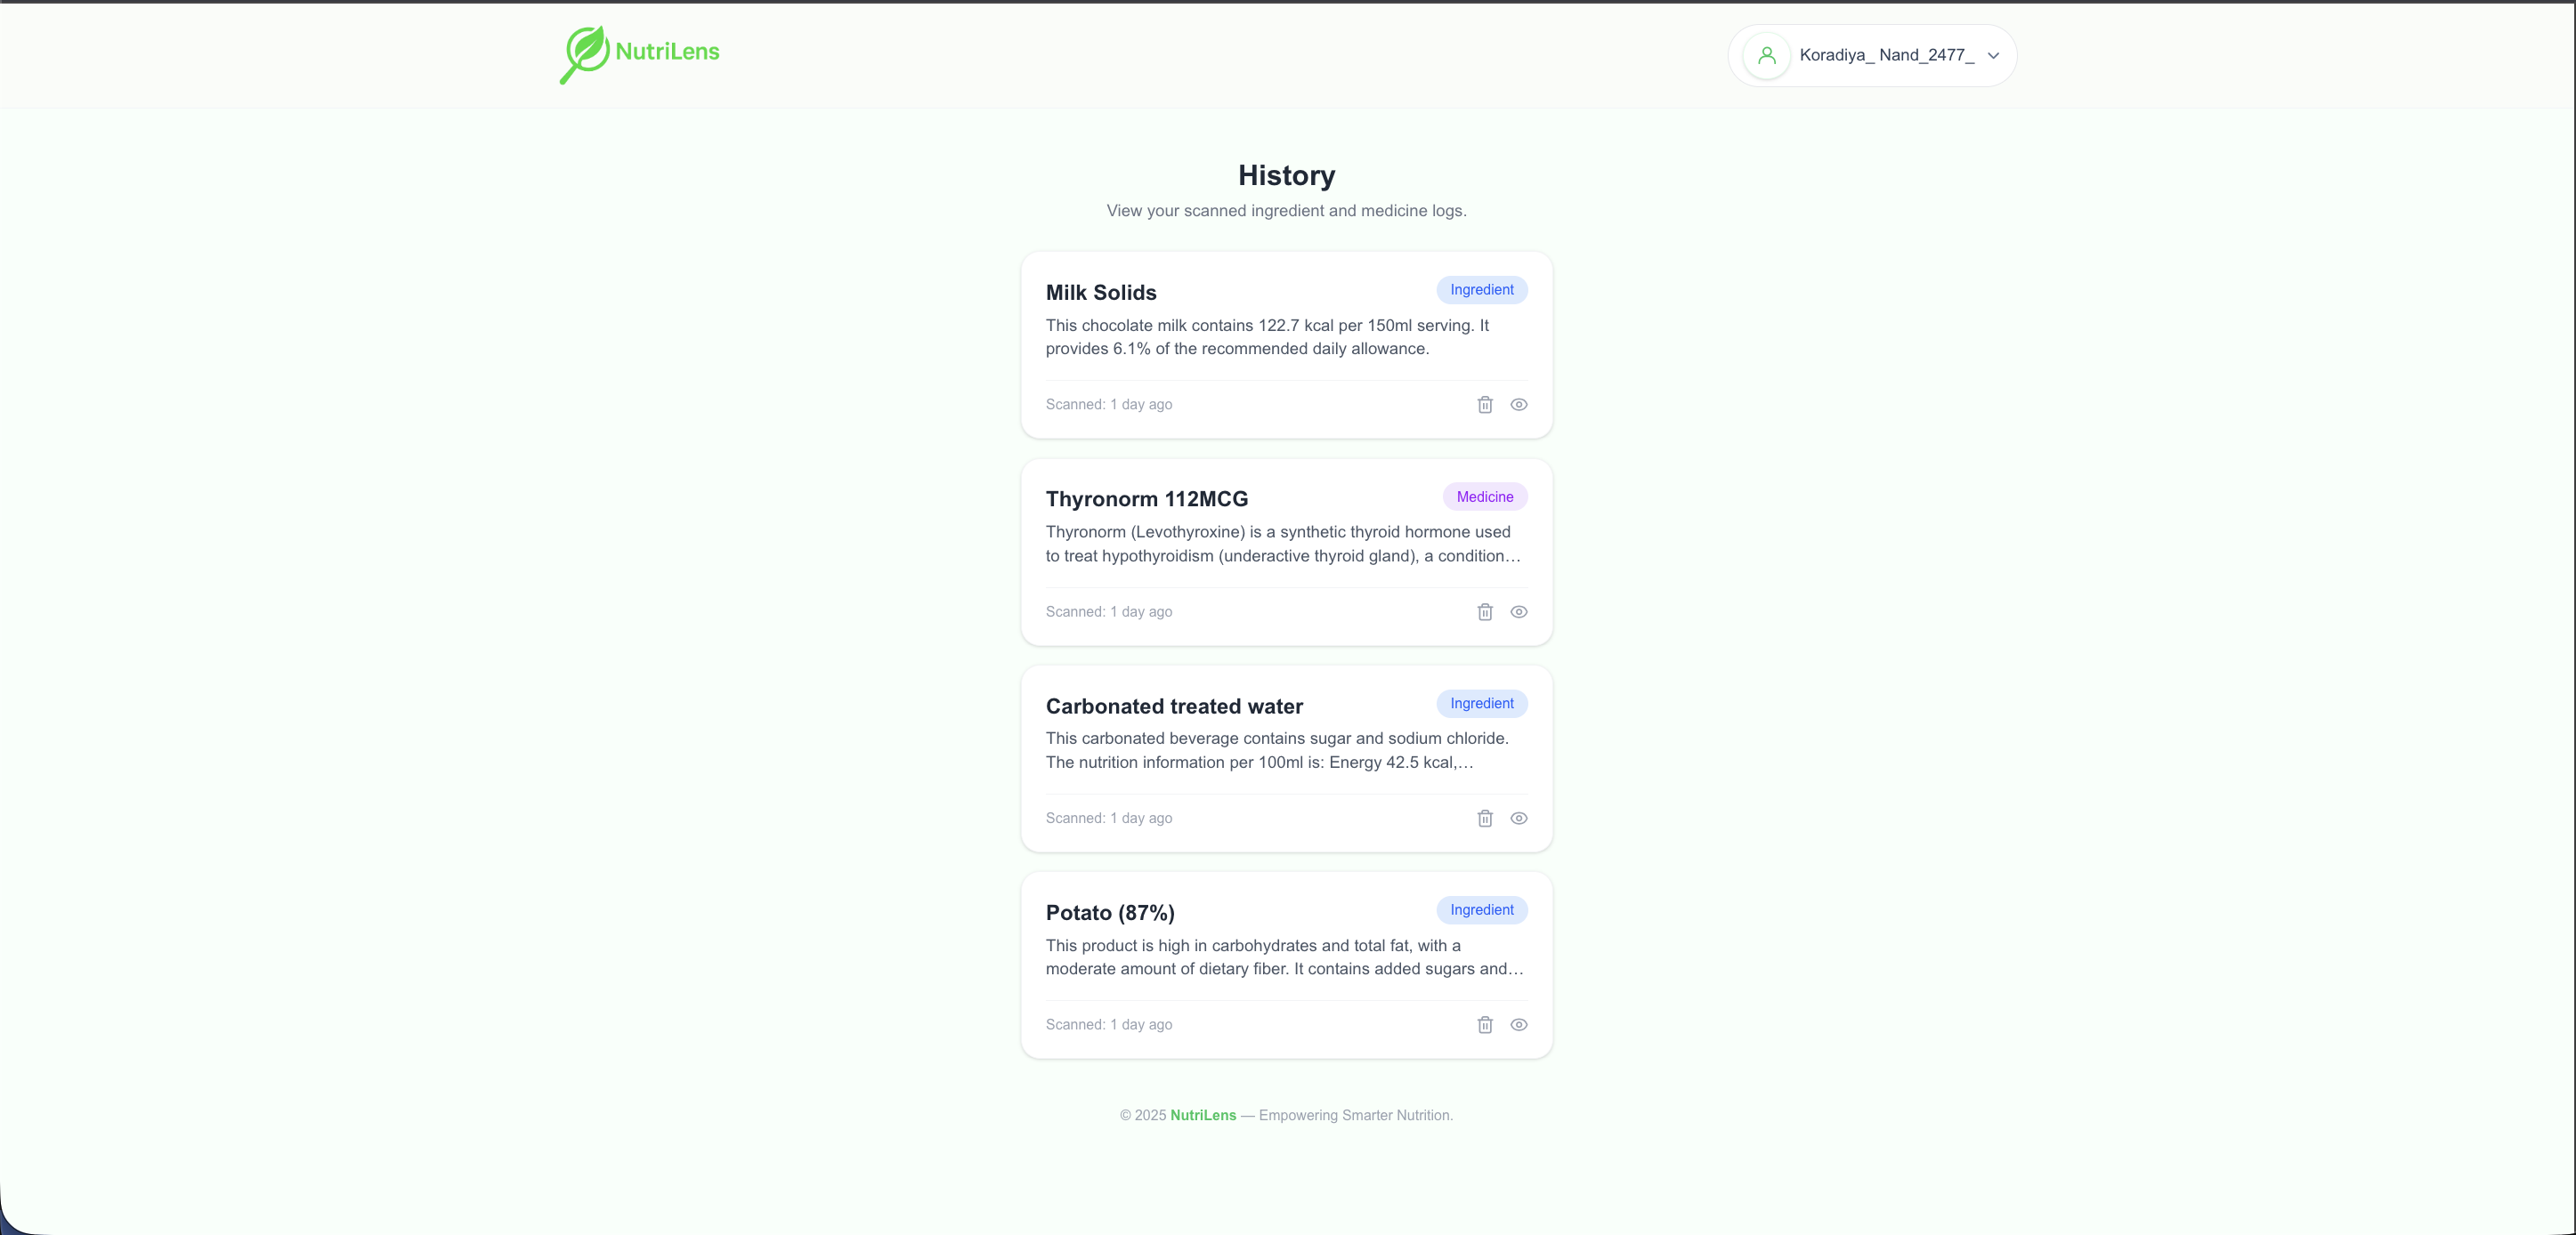 NutriLens
Koradiya_ Nand_2477_
History
View your scanned ingredient and medicine logs.
Milk Solids
Ingredient
This chocolate milk contains 122.7 kcal per 150ml serving. It
provides 6.1% of the recommended daily allowance.
Scanned: 1 day ago
Thyronorm 112MCG
Medicine
Thyronorm (Levothyroxine) is a synthetic thyroid hormone used
to treat hypothyroidism (underactive thyroid gland), a condition…
Scanned: 1 day ago
Carbonated treated water
Ingredient
This carbonated beverage contains sugar and sodium chloride.
The nutrition information per 100ml is: Energy 42.5 kcal,…
Scanned: 1 day ago
Potato (87%)
Ingredient
This product is high in carbohydrates and total fat, with a
moderate amount of dietary fiber. It contains added sugars and…
Scanned: 1 day ago
© 2025 NutriLens — Empowering Smarter Nutrition.